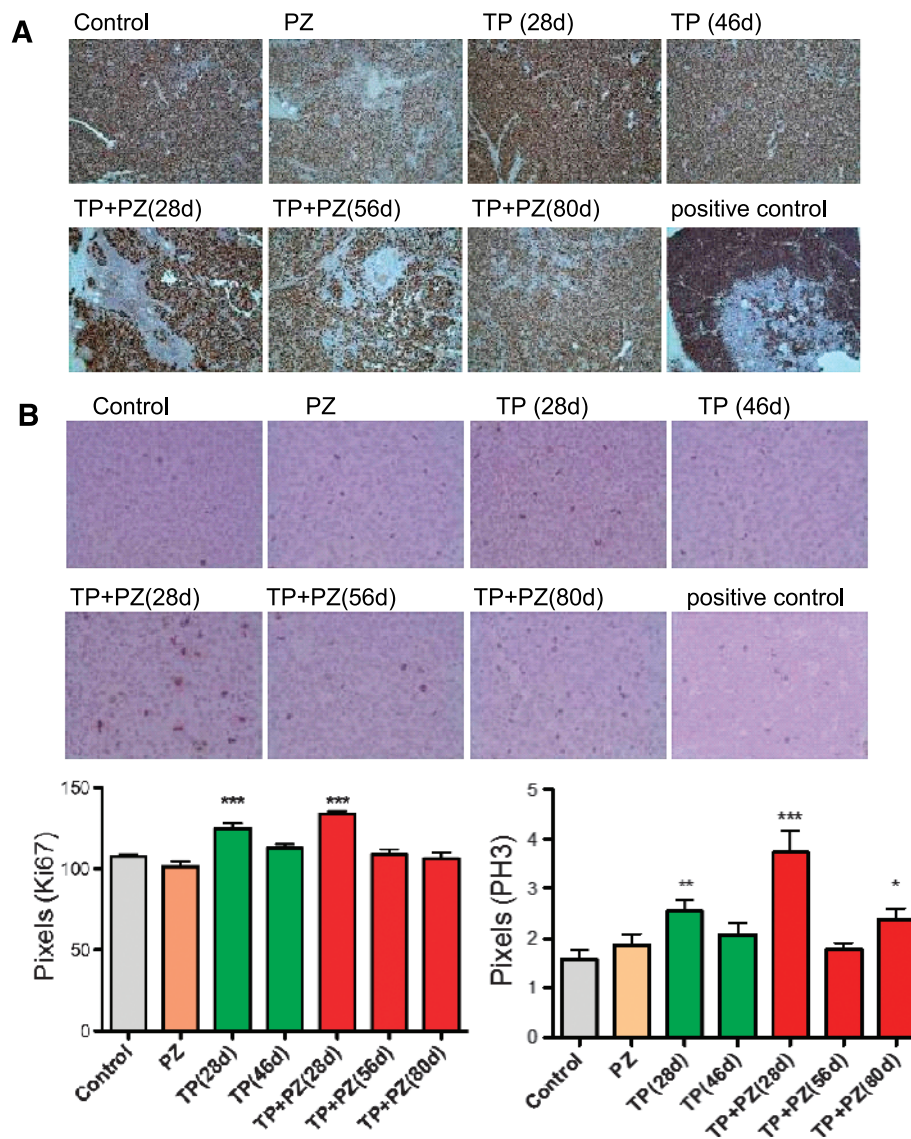 A
Control PZ TP (28d) TP (46d)
TP+PZ(28d) TP+PZ(56d) TP+PZ(80d) positive control
B
Control PZ TP (28d) TP (46d)
TP+PZ(28d) TP+PZ(56d) TP+PZ(80d) positive control
Pixels (Ki67)
150
100
50
0
*** ***
Control PZ TP(28d) TP(46d) TP+PZ(28d) TP+PZ(56d) TP+PZ(80d)
Pixels (PH3)
5
4
3
2
1
0
** *** *
Control PZ TP(28d) TP(46d) TP+PZ(28d) TP+PZ(56d) TP+PZ(80d)